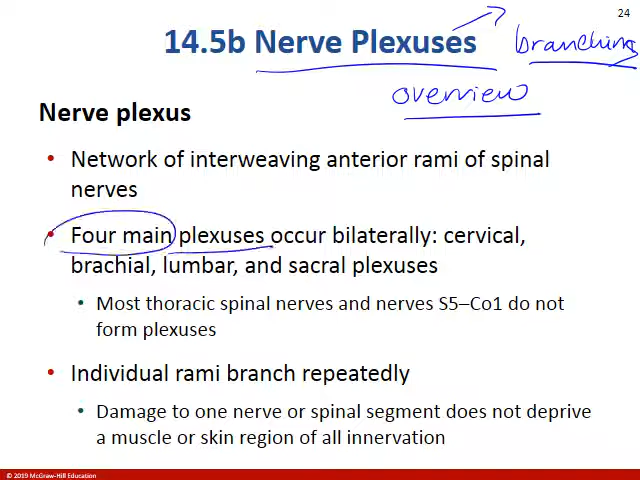 24
14.5b Nerve Plexuses
branching
overview
Nerve plexus
• Network of interweaving anterior rami of spinal
nerves
• Four main plexuses occur bilaterally: cervical,
brachial, lumbar, and sacral plexuses
• Most thoracic spinal nerves and nerves S5–Co1 do not
form plexuses
• Individual rami branch repeatedly
• Damage to one nerve or spinal segment does not deprive
a muscle or skin region of all innervation
© 2019 McGraw-Hill Education